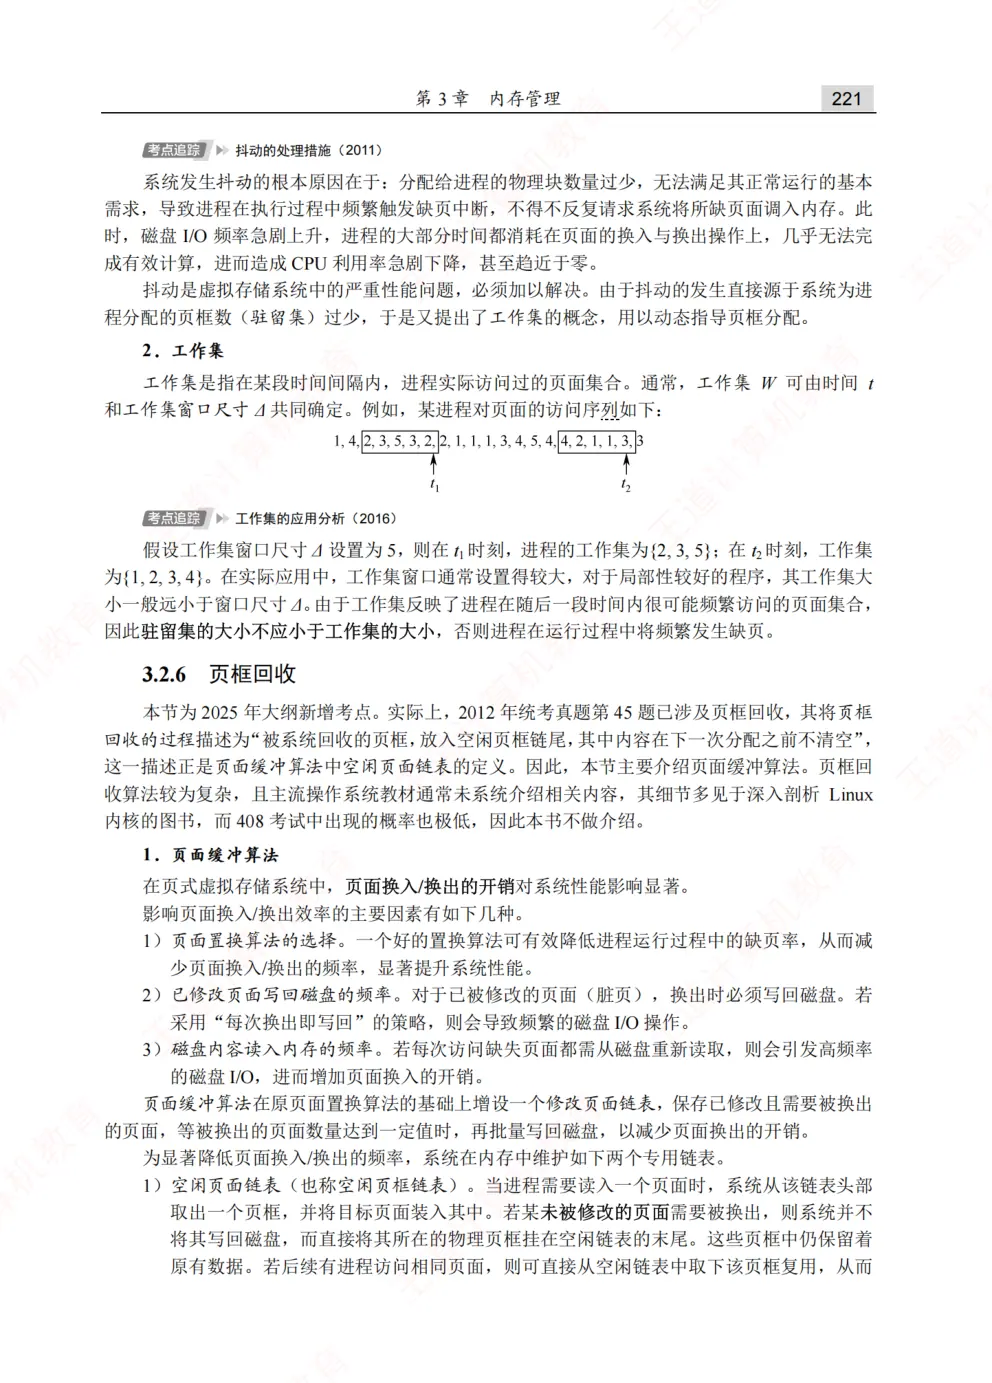 第 3 章　内存管理
221
考点追踪 抖动的处理措施（2011）
系统发生抖动的根本原因在于：分配给进程的物理块数量过少，无法满足其正常运行的基本
需求，导致进程在执行过程中频繁触发缺页中断，不得不反复请求系统将所缺页面调入内存。此
时，磁盘 I/O 频率急剧上升，进程的大部分时间都消耗在页面的换入与换出操作上，几乎无法完
成有效计算，进而造成 CPU 利用率急剧下降，甚至趋近于零。
抖动是虚拟存储系统中的严重性能问题，必须加以解决。由于抖动的发生直接源于系统为进
程分配的页框数（驻留集）过少，于是又提出了工作集的概念，用以动态指导页框分配。
2．工作集
工作集是指在某段时间间隔内，进程实际访问过的页面集合。通常，工作集 W 可由时间 t
和工作集窗口尺寸 Δ 共同确定。例如，某进程对页面的访问序列如下：
1, 4, 2, 3, 5, 3, 2, 2, 1, 1, 1, 3, 4, 5, 4, 4, 2, 1, 1, 3, 3
t1 t2
考点追踪 工作集的应用分析（2016）
假设工作集窗口尺寸 Δ 设置为 5，则在 t1 时刻，进程的工作集为{2, 3, 5}；在 t2 时刻，工作集
为{1, 2, 3, 4}。在实际应用中，工作集窗口通常设置得较大，对于局部性较好的程序，其工作集大
小一般远小于窗口尺寸 Δ。由于工作集反映了进程在随后一段时间内很可能频繁访问的页面集合，
因此驻留集的大小不应小于工作集的大小，否则进程在运行过程中将频繁发生缺页。
3.2.6 页框回收
本节为 2025 年大纲新增考点。实际上，2012 年统考真题第 45 题已涉及页框回收，其将页框
回收的过程描述为“被系统回收的页框，放入空闲页框链尾，其中内容在下一次分配之前不清空”，
这一描述正是页面缓冲算法中空闲页面链表的定义。因此，本节主要介绍页面缓冲算法。页框回
收算法较为复杂，且主流操作系统教材通常未系统介绍相关内容，其细节多见于深入剖析 Linux
内核的图书，而 408 考试中出现的概率也极低，因此本书不做介绍。
1．页面缓冲算法
在页式虚拟存储系统中，页面换入/换出的开销对系统性能影响显著。
影响页面换入/换出效率的主要因素有如下几种。
1）页面置换算法的选择。一个好的置换算法可有效降低进程运行过程中的缺页率，从而减
少页面换入/换出的频率，显著提升系统性能。
2）已修改页面写回磁盘的频率。对于已被修改的页面（脏页），换出时必须写回磁盘。若
采用“每次换出即写回”的策略，则会导致频繁的磁盘 I/O 操作。
3）磁盘内容读入内存的频率。若每次访问缺失页面都需从磁盘重新读取，则会引发高频率
的磁盘 I/O，进而增加页面换入的开销。
页面缓冲算法在原页面置换算法的基础上增设一个修改页面链表，保存已修改且需要被换出
的页面，等被换出的页面数量达到一定值时，再批量写回磁盘，以减少页面换出的开销。
为显著降低页面换入/换出的频率，系统在内存中维护如下两个专用链表。
1）空闲页面链表（也称空闲页框链表）。当进程需要读入一个页面时，系统从该链表头部
取出一个页框，并将目标页面装入其中。若某未被修改的页面需要被换出，则系统并不
将其写回磁盘，而直接将其所在的物理页框挂在空闲链表的末尾。这些页框中仍保留着
原有数据。若后续有进程访问相同页面，则可直接从空闲链表中取下该页框复用，从而